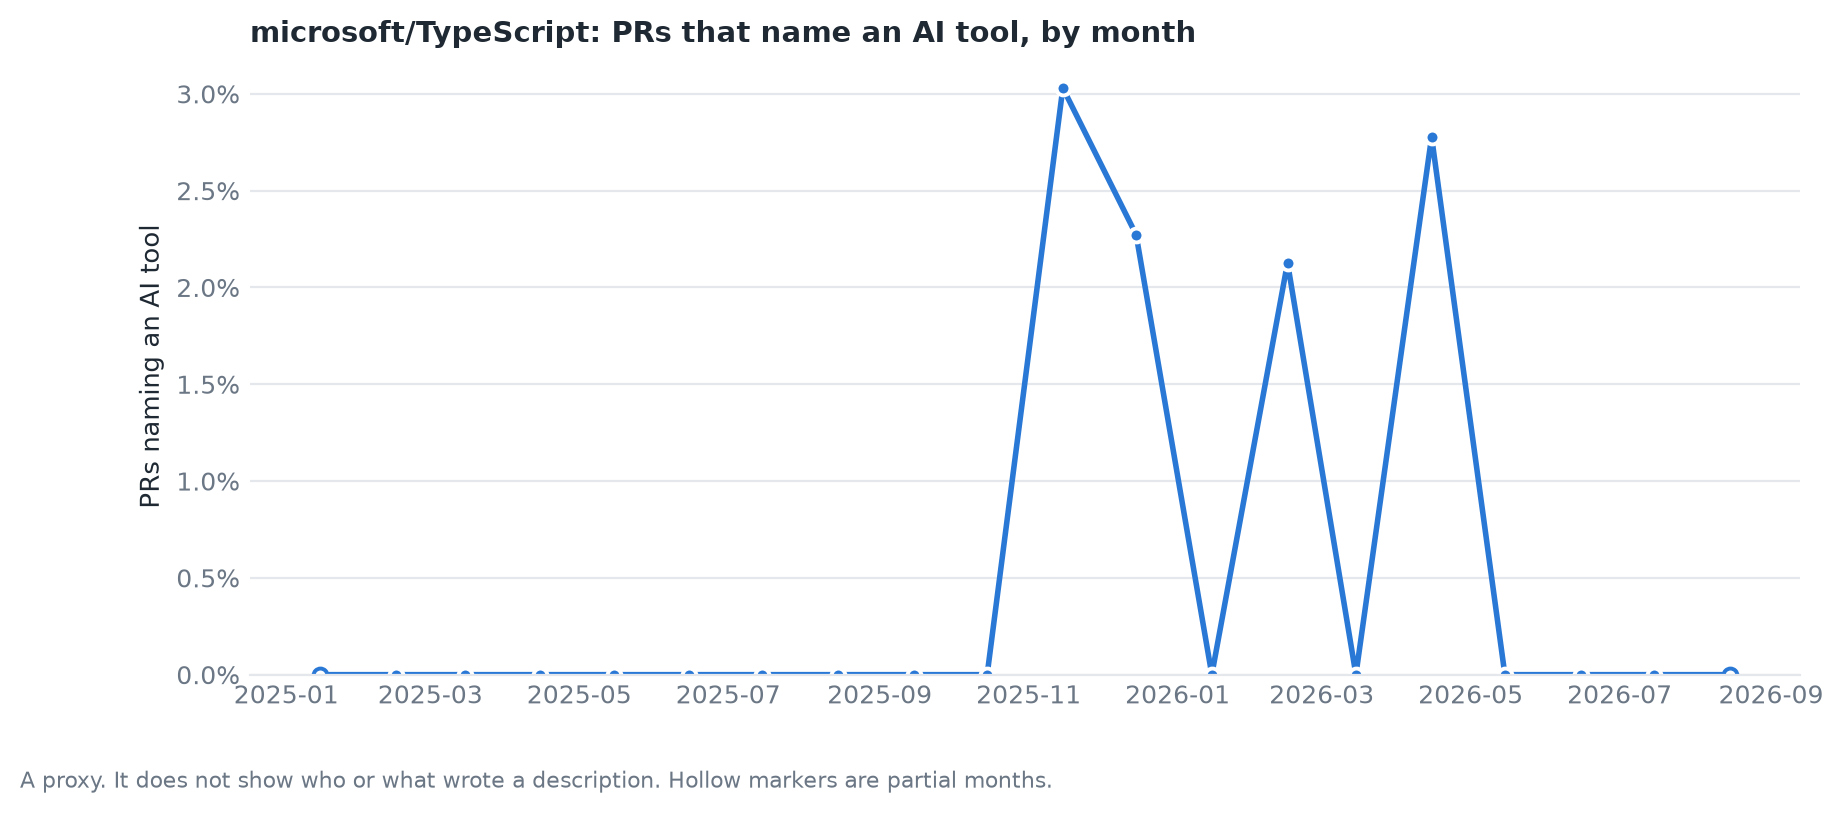 microsoft/TypeScript: PRs that name an AI tool, by month
PRs naming an AI tool
3.0%
2.5%
2.0%
1.5%
1.0%
0.5%
0.0%
2025-01 2025-03 2025-05 2025-07 2025-09 2025-11 2026-01 2026-03 2026-05 2026-07 2026-09
A proxy. It does not show who or what wrote a description. Hollow markers are partial months.